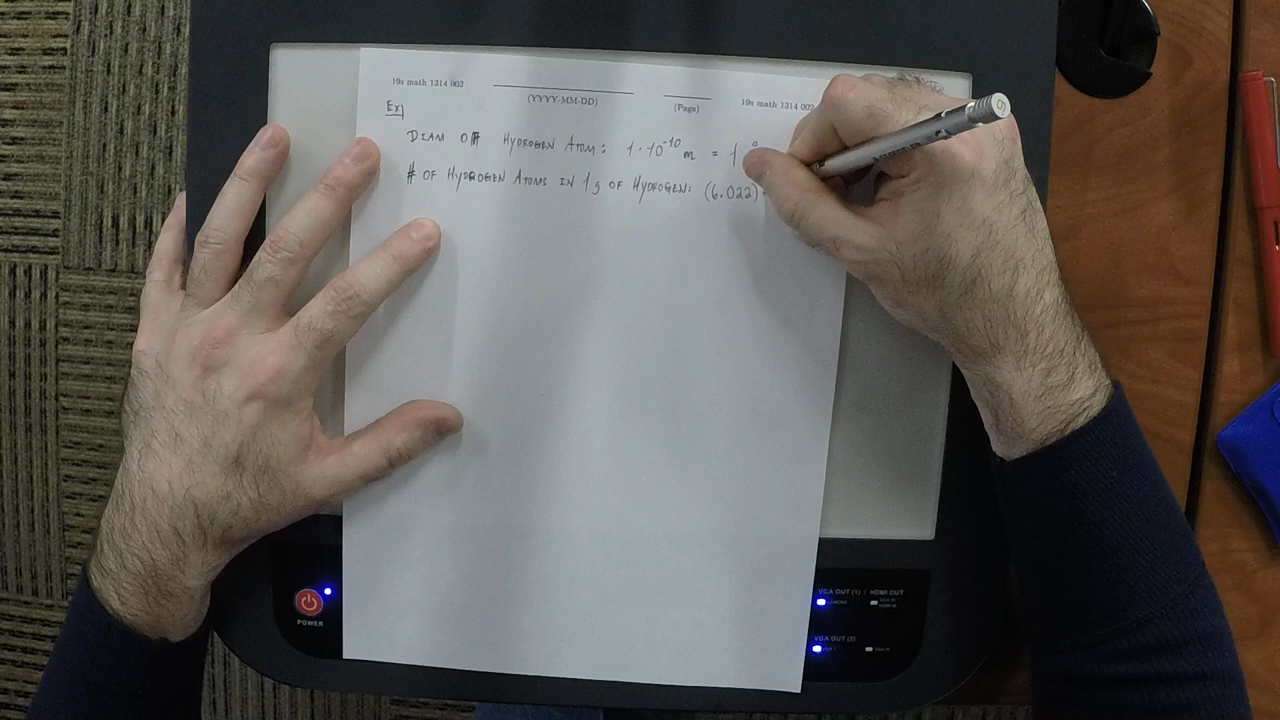 19s math 1314 002
(YYYY-MM-DD)
(Page)
19s math 1314 002
Ex)
DIAM OF HYDROGEN ATOM: 1·10⁻¹⁰ m = 1
# OF HYDROGEN ATOMS IN 1g OF HYDROGEN: (6.022)
POWER
VGA OUT (1) / HDMI OUT
VGA OUT (2)